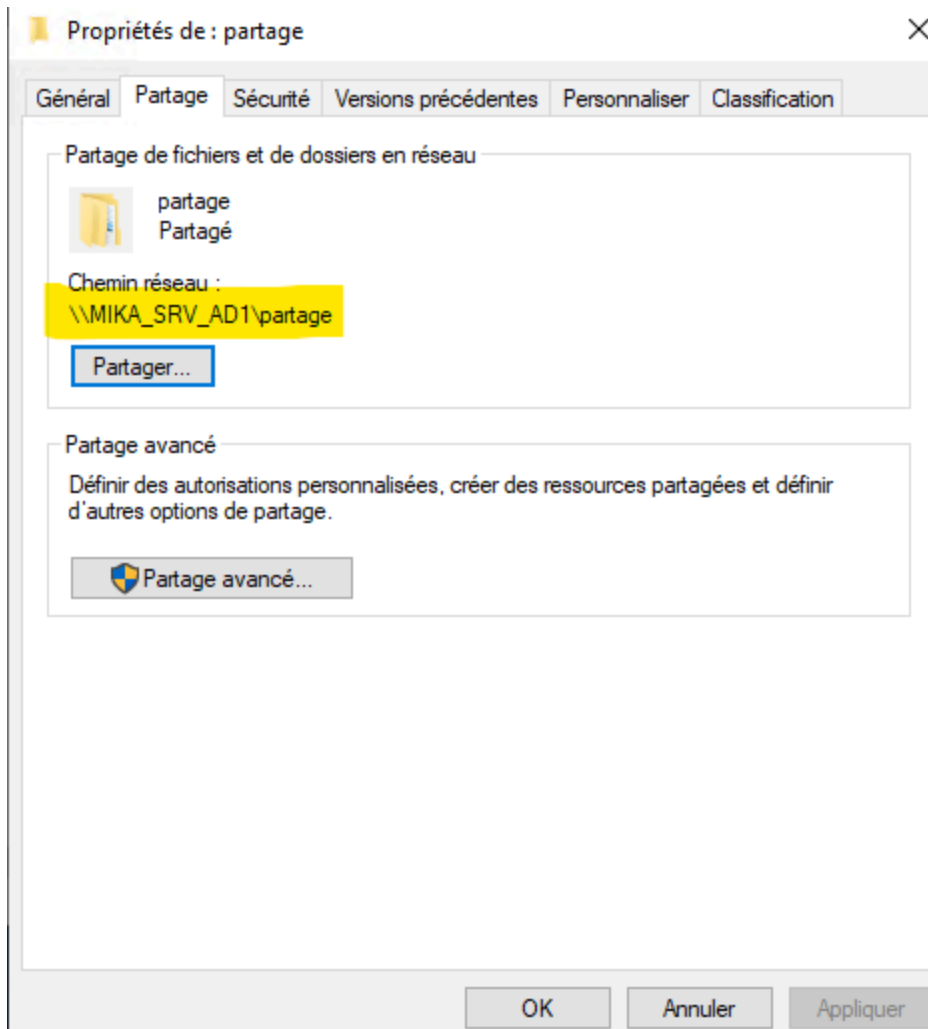 Propriétés de : partage
Général Partage Sécurité Versions précédentes Personnaliser Classification
Partage de fichiers et de dossiers en réseau
partage
Partagé
Chemin réseau :
\\MIKA_SRV_AD1\partage
Partager...
Partage avancé
Définir des autorisations personnalisées, créer des ressources partagées et définir
d'autres options de partage.
Partage avancé...
OK Annuler Appliquer